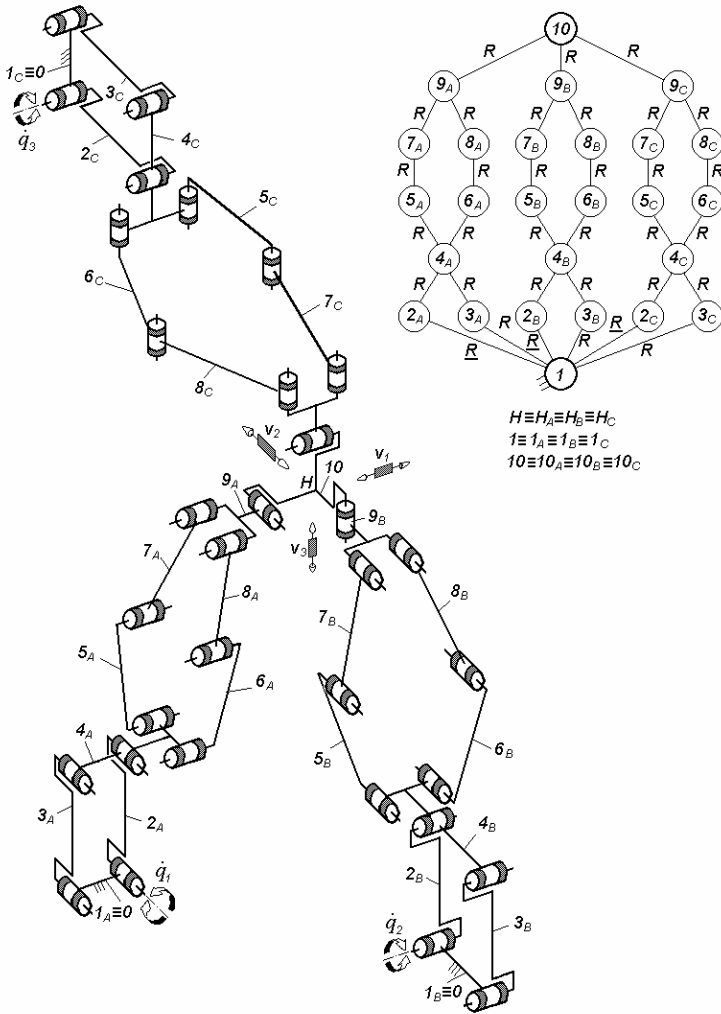 1C≡0
3C
q̇3
4C
2C
5C
6C
7C
8C
v2
v1
H
10
9A
9B
v3
7A
8A
7B
8B
5A
6A
4A
5B
6B
3A
2A
4B
2B
q̇1
1A≡0
q̇2
3B
1B≡0
10
R R R
9A 9B 9C
R R R R R R
7A 8A 7B 8B 7C 8C
R R R R R R
5A 6A 5B 6B 5C 6C
R R R R R R
4A 4B 4C
R R R R R R
2A 3A 2B 3B 2C 3C
R R R R R R
1
H≡HA≡HB≡HC
1≡1A≡1B≡1C
10≡10A≡10B≡10C